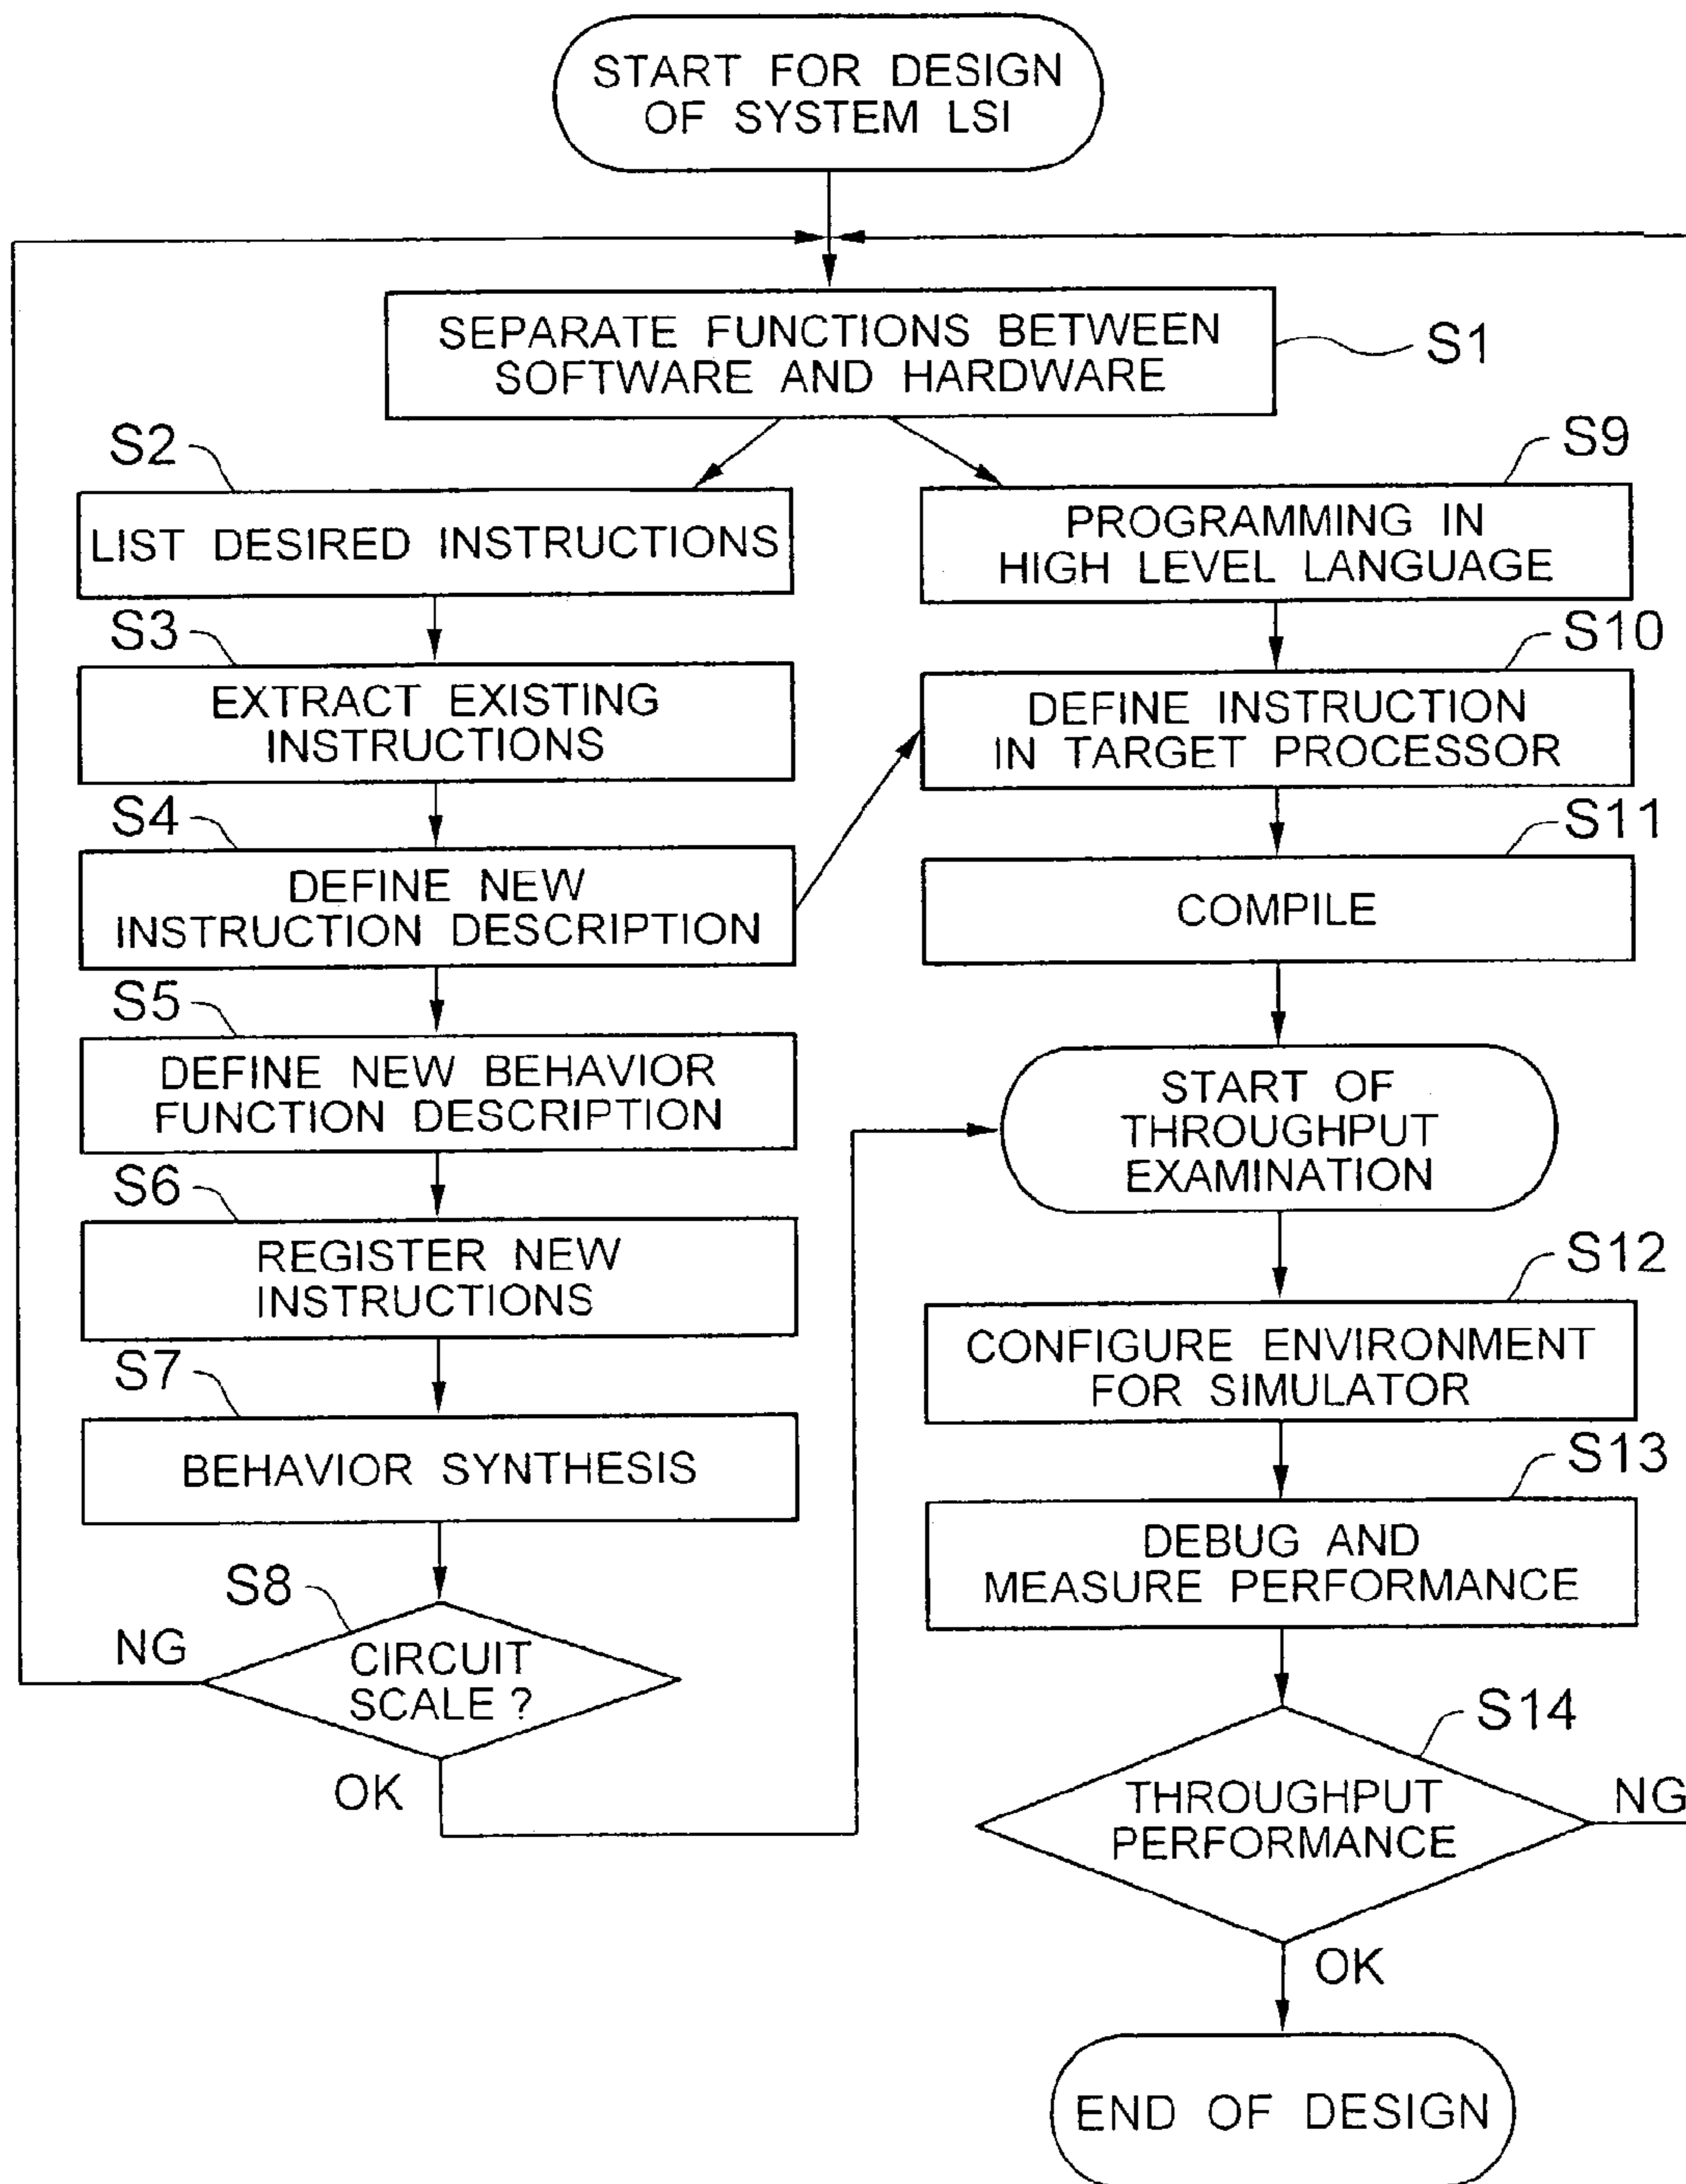 START FOR DESIGN
OF SYSTEM LSI
SEPARATE FUNCTIONS BETWEEN
SOFTWARE AND HARDWARE
S1
S2
LIST DESIRED INSTRUCTIONS
S3
EXTRACT EXISTING
INSTRUCTIONS
S4
DEFINE NEW
INSTRUCTION DESCRIPTION
S5
DEFINE NEW BEHAVIOR
FUNCTION DESCRIPTION
S6
REGISTER NEW
INSTRUCTIONS
S7
BEHAVIOR SYNTHESIS
S8
NG
CIRCUIT
SCALE ?
OK
S9
PROGRAMMING IN
HIGH LEVEL LANGUAGE
S10
DEFINE INSTRUCTION
IN TARGET PROCESSOR
S11
COMPILE
START OF
THROUGHPUT
EXAMINATION
S12
CONFIGURE ENVIRONMENT
FOR SIMULATOR
S13
DEBUG AND
MEASURE PERFORMANCE
S14
THROUGHPUT
PERFORMANCE
NG
OK
END OF DESIGN